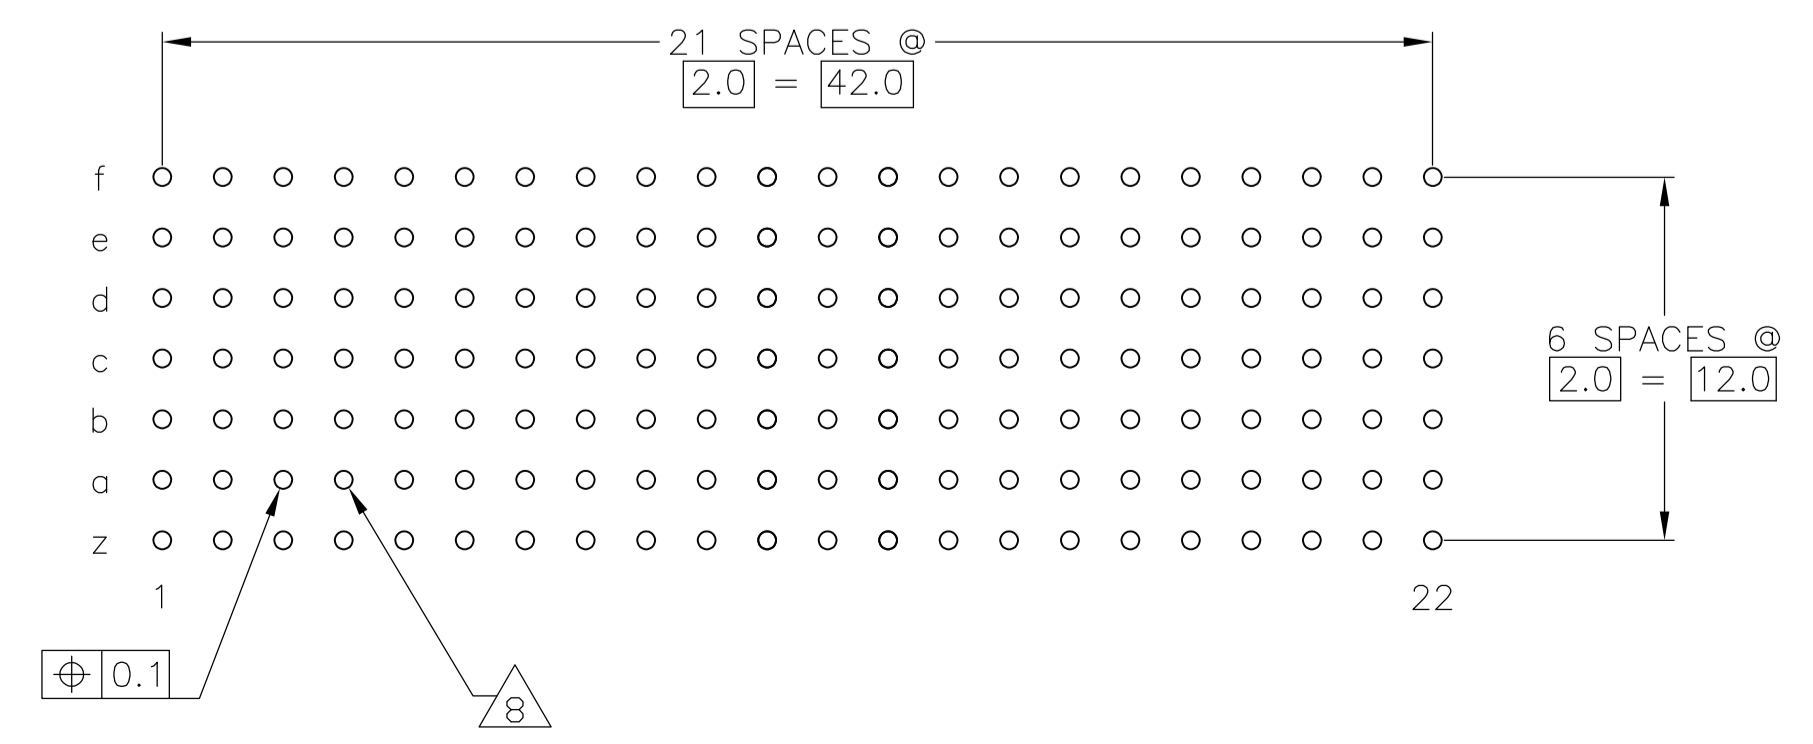 21 SPACES @
2.0 = 42.0
f
e
d
c
6 SPACES @
2.0 = 12.0
b
a
z
1
22
⌖ 0.1
8